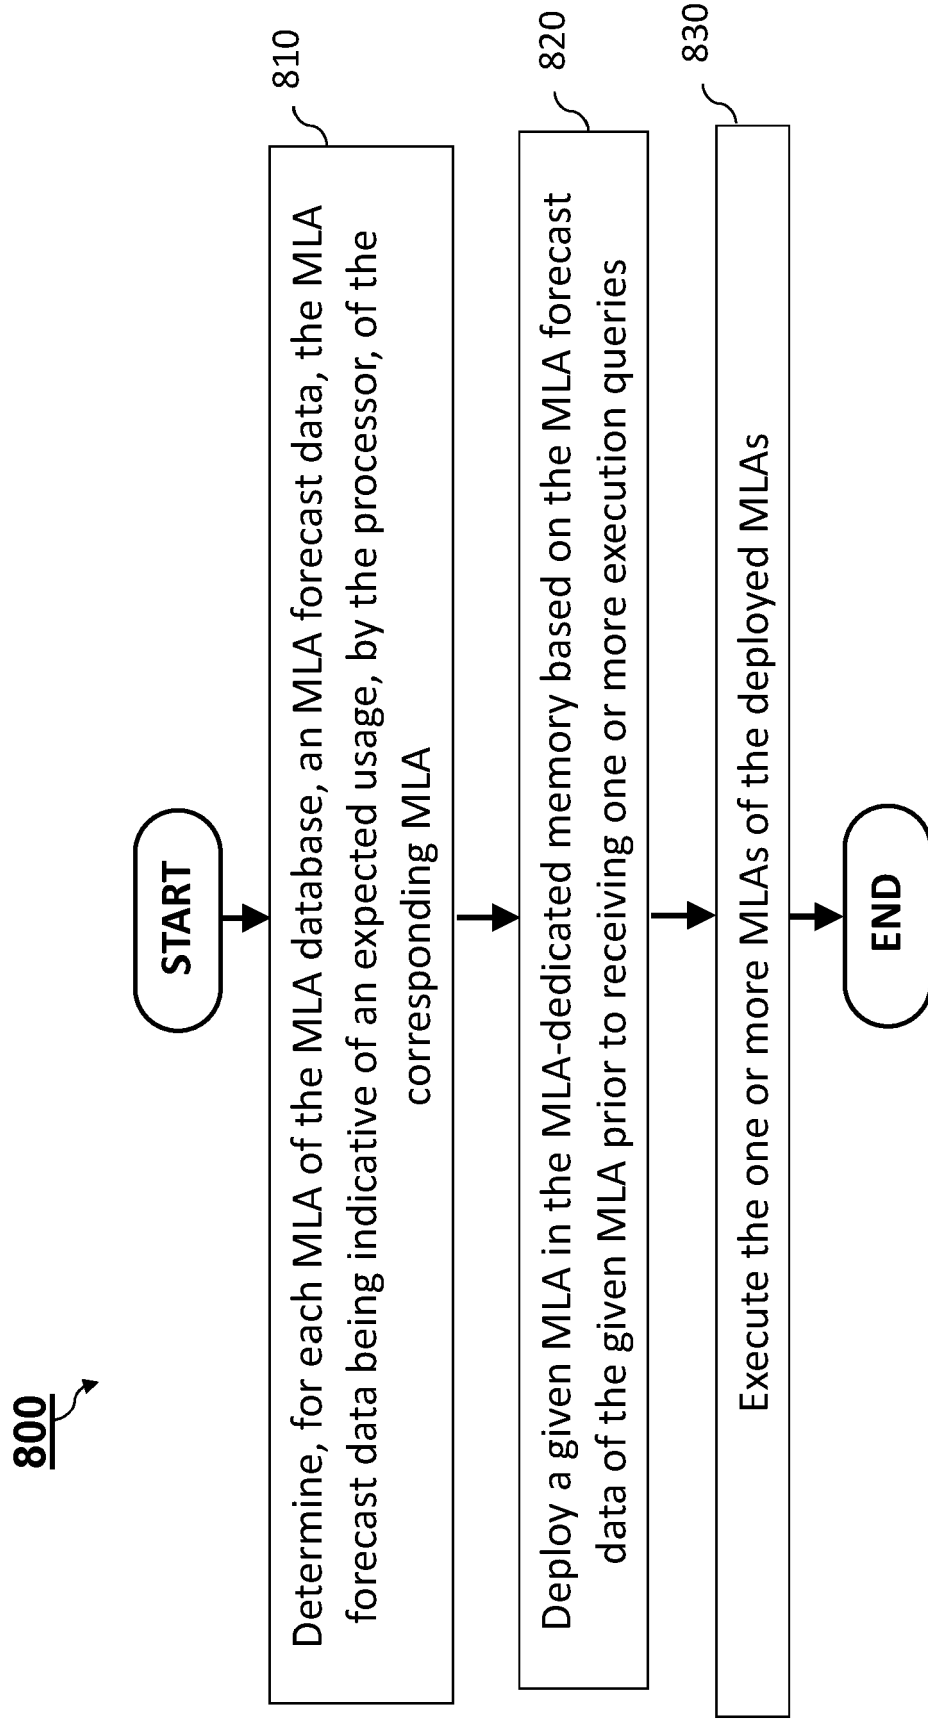 800
START
Determine, for each MLA of the MLA database, an MLA forecast data, the MLA
forecast data being indicative of an expected usage, by the processor, of the
corresponding MLA
810
Deploy a given MLA in the MLA-dedicated memory based on the MLA forecast
data of the given MLA prior to receiving one or more execution queries
820
Execute the one or more MLAs of the deployed MLAs
830
END